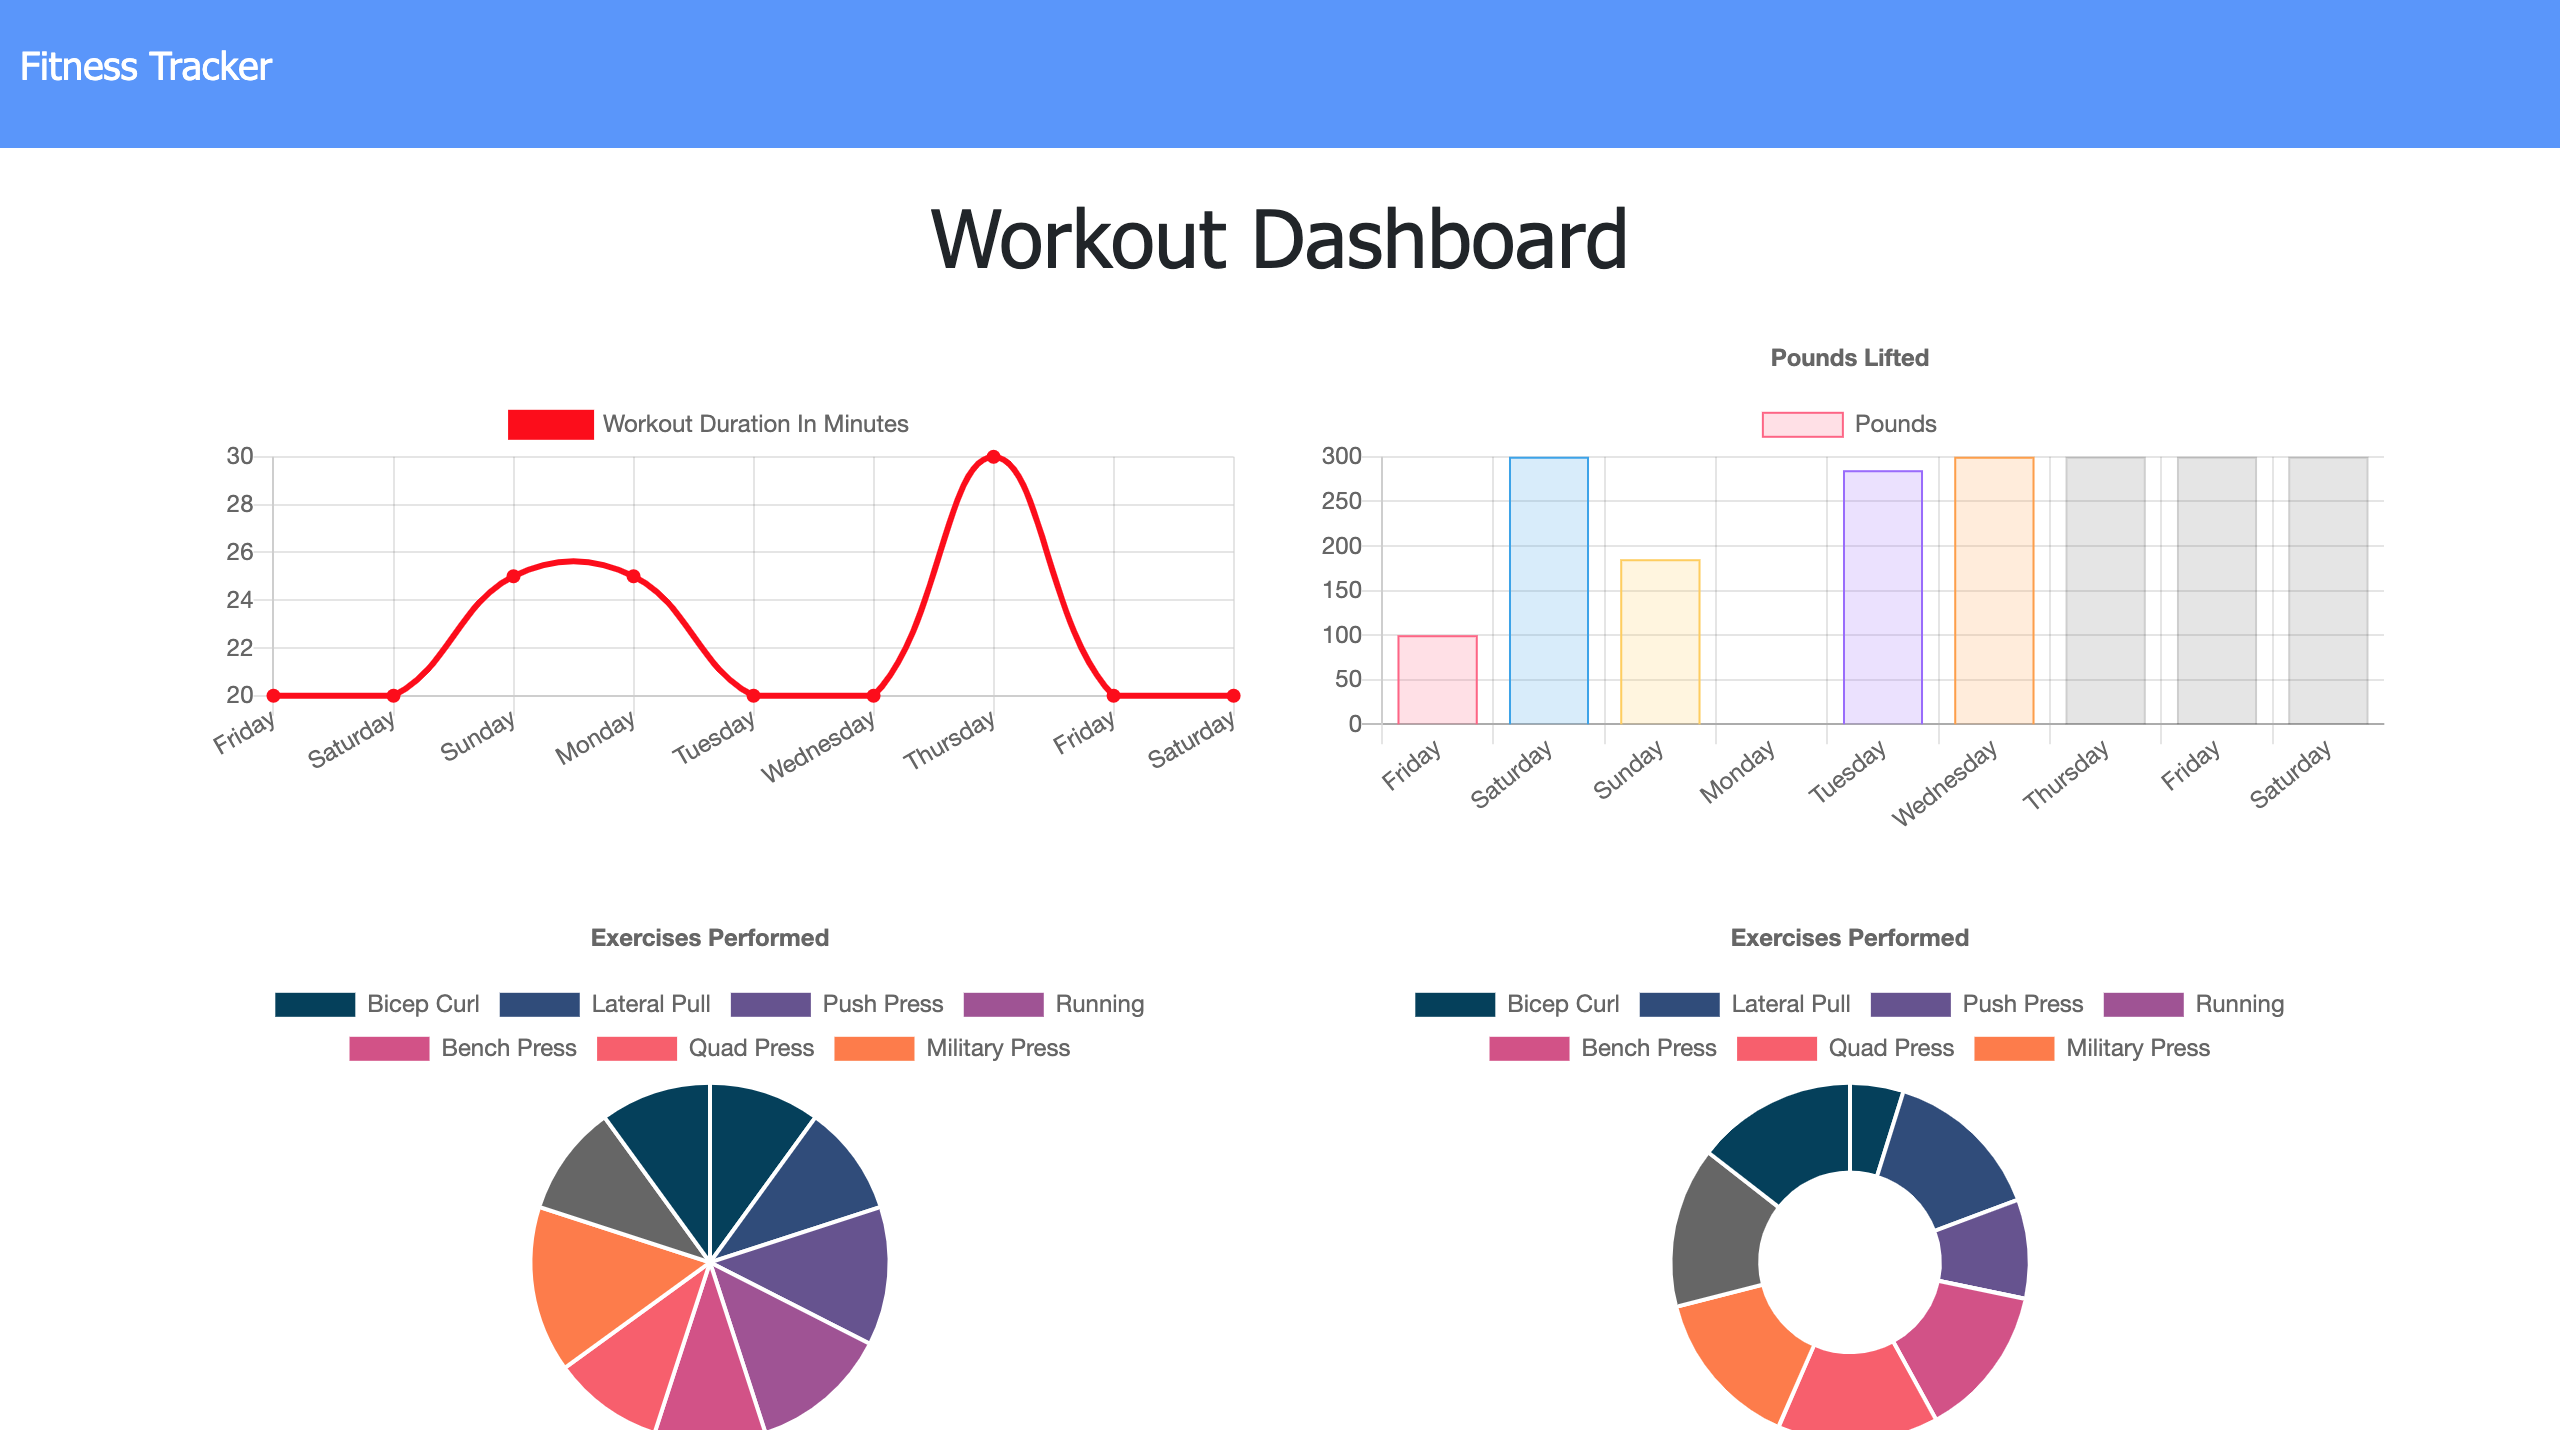 Fitness Tracker
Workout Dashboard
Workout Duration In Minutes
30
28
26
24
22
20
Friday Saturday Sunday Monday Tuesday Wednesday Thursday Friday Saturday
Pounds Lifted
Pounds
300
250
200
150
100
50
0
Friday Saturday Sunday Monday Tuesday Wednesday Thursday Friday Saturday
Exercises Performed
Bicep Curl Lateral Pull Push Press Running
Bench Press Quad Press Military Press
Exercises Performed
Bicep Curl Lateral Pull Push Press Running
Bench Press Quad Press Military Press